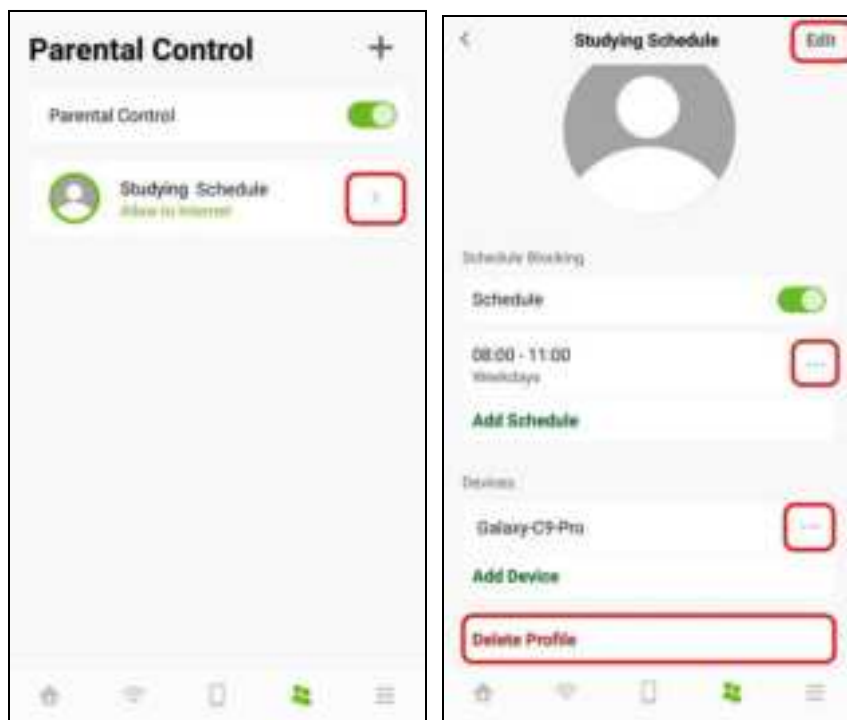 Parental Control
Parental Control
Studying Schedule
Allow to Internet
Studying Schedule
Edit
Schedule Blocking
Schedule
08:00 - 11:00
Weekdays
Add Schedule
Devices
Galaxy-C9-Pro
Add Device
Delete Profile